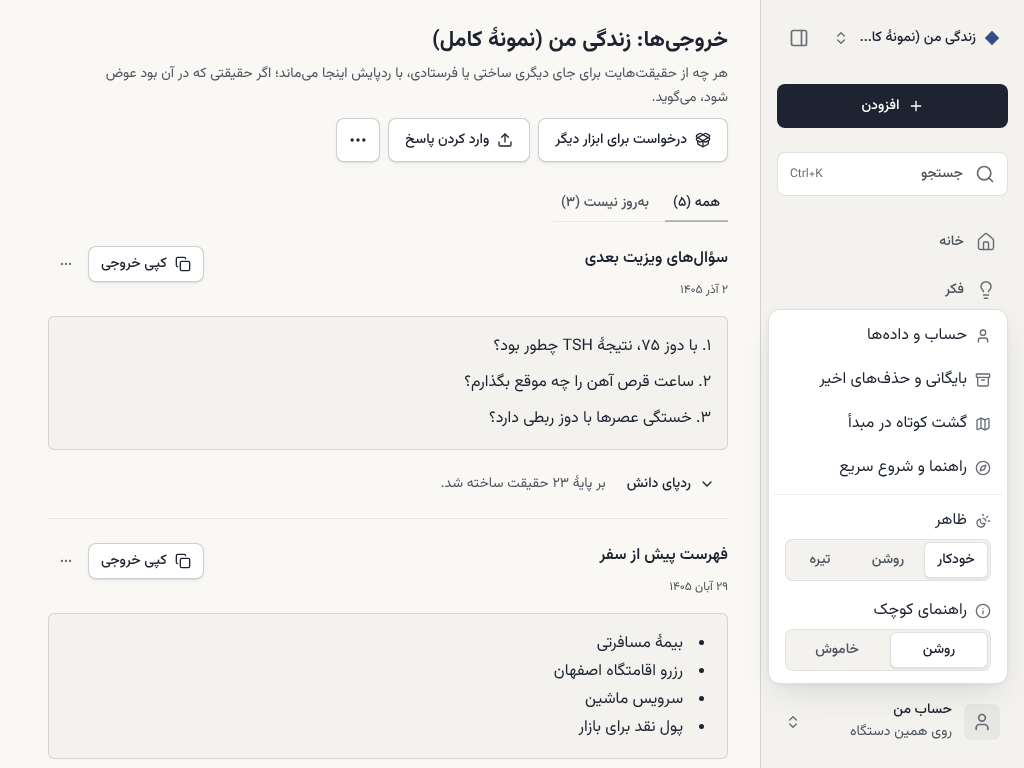 زندگی من (نمونهٔ کا...
افزودن
جستجو
Ctrl+K
خانه
فکر
حساب و داده‌ها
بایگانی و حذف‌های اخیر
گشت کوتاه در مبدأ
راهنما و شروع سریع
ظاهر
خودکار
روشن
تیره
راهنمای کوچک
روشن
خاموش
حساب من
روی همین دستگاه
خروجی‌ها: زندگی من (نمونهٔ کامل)
هر چه از حقیقت‌هایت برای جای دیگری ساختی یا فرستادی، با ردپایش اینجا می‌ماند؛ اگر حقیقتی که در آن بود عوض
شود، می‌گوید.
درخواست برای ابزار دیگر
وارد کردن پاسخ
همه (۵)
به‌روز نیست (۳)
سؤال‌های ویزیت بعدی
کپی خروجی
۲ آذر ۱۴۰۵
۱. با دوز ۷۵، نتیجهٔ TSH چطور بود؟
۲. ساعت قرص آهن را چه موقع بگذارم؟
۳. خستگی عصرها با دوز ربطی دارد؟
ردپای دانش
بر پایهٔ ۲۳ حقیقت ساخته شد.
فهرست پیش از سفر
کپی خروجی
۲۹ آبان ۱۴۰۵
• بیمهٔ مسافرتی
• رزرو اقامتگاه اصفهان
• سرویس ماشین
• پول نقد برای بازار